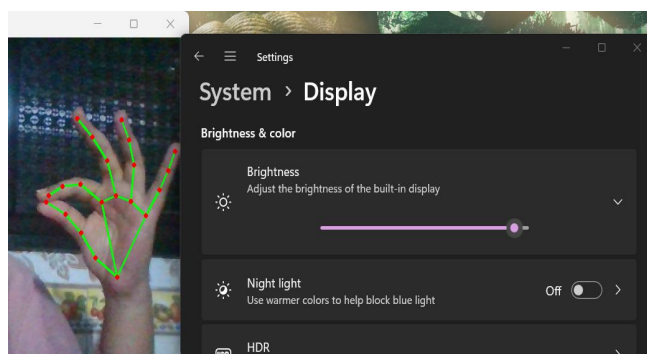 Settings
System > Display
Brightness & color
Brightness
Adjust the brightness of the built-in display
Night light
Use warmer colors to help block blue light
Off
HDR